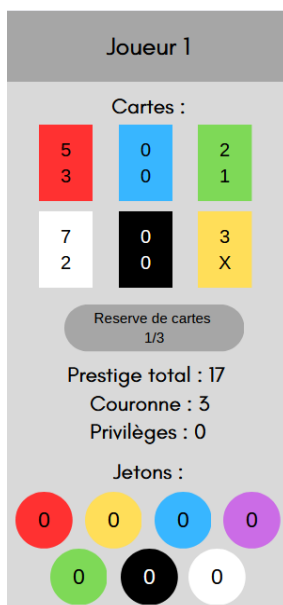 Joueur 1
Cartes :
5 0 2
3 0 1
7 0 3
2 0 X
Reserve de cartes
1/3
Prestige total : 17
Couronne : 3
Privilèges : 0
Jetons :
0 0 0 0
0 0 0